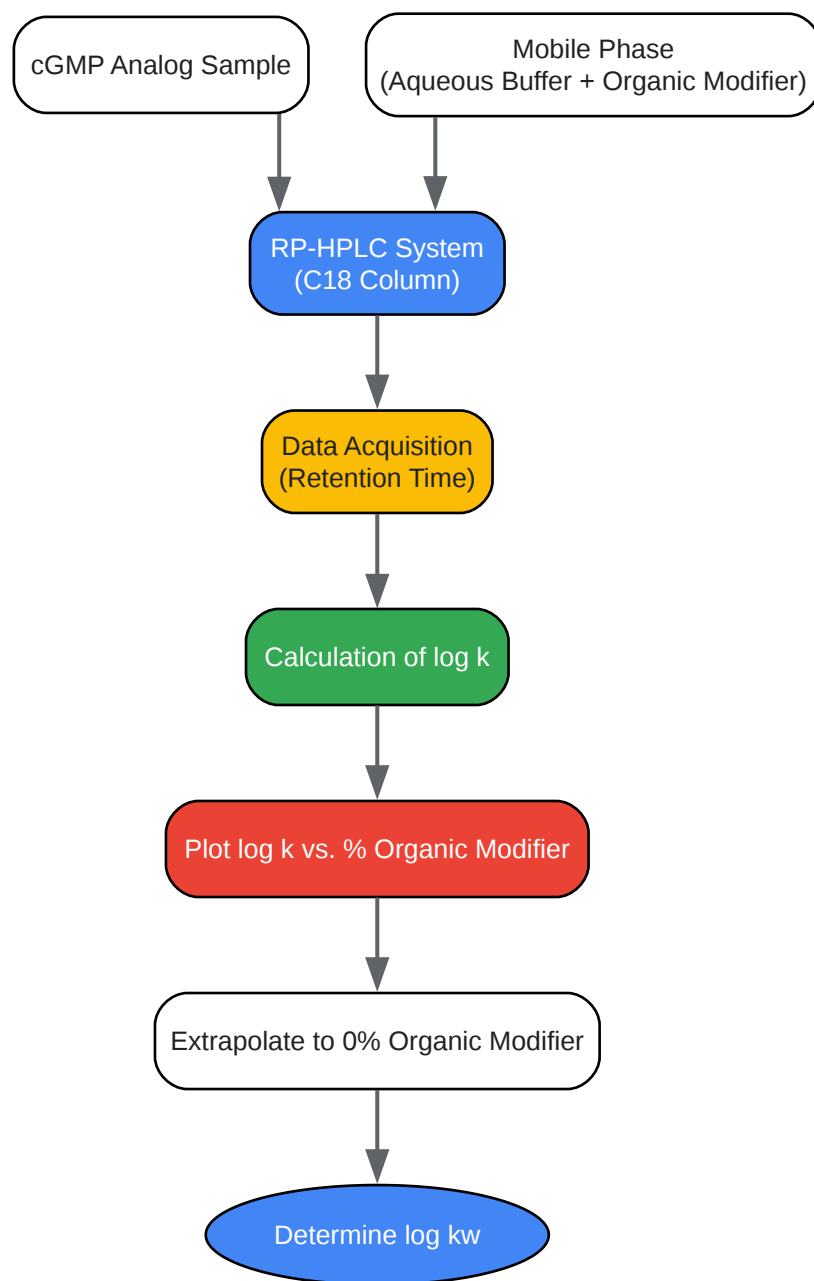 cGMP Analog Sample
Mobile Phase
(Aqueous Buffer + Organic Modifier)
RP-HPLC System
(C18 Column)
Data Acquisition
(Retention Time)
Calculation of log k
Plot log k vs. % Organic Modifier
Extrapolate to 0% Organic Modifier
Determine log kw